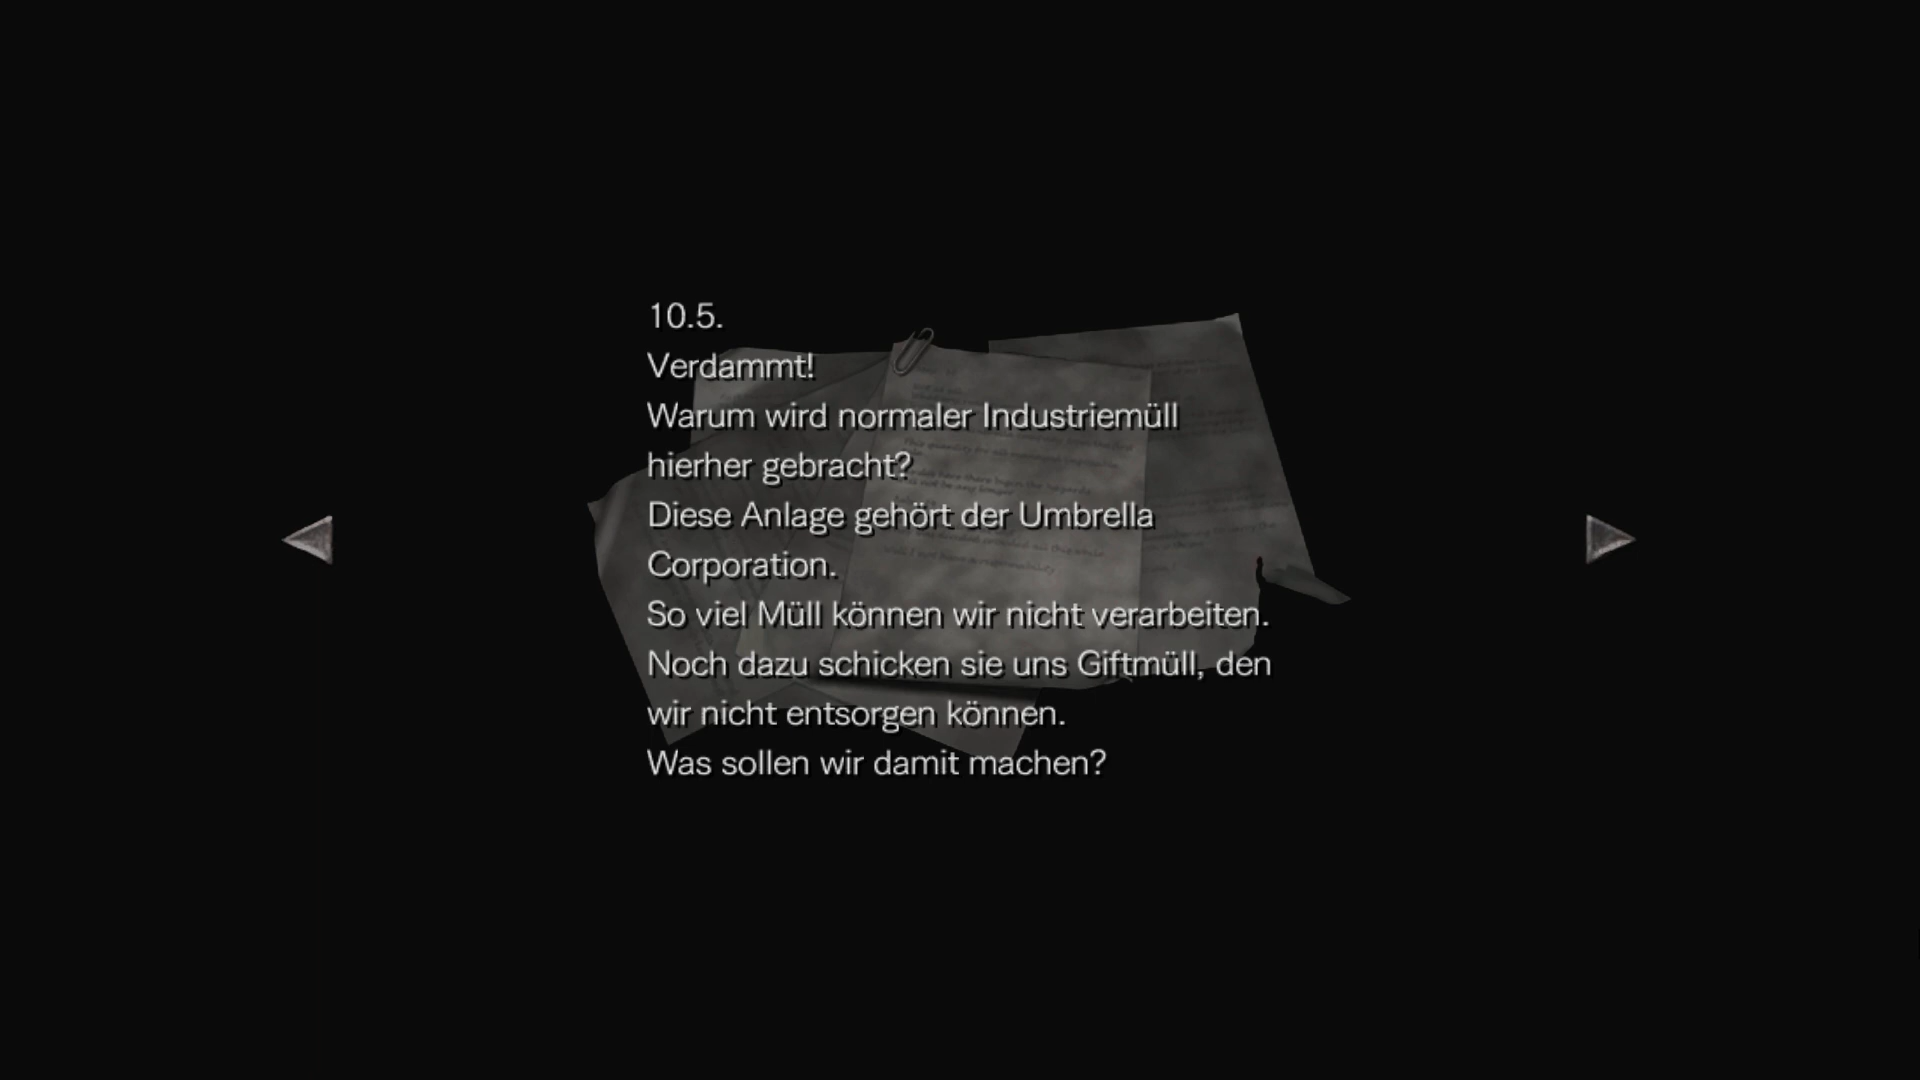 10.5.
Verdammt!
Warum wird normaler Industriemüll
hierher gebracht?
Diese Anlage gehört der Umbrella
Corporation.
So viel Müll können wir nicht verarbeiten.
Noch dazu schicken sie uns Giftmüll, den
wir nicht entsorgen können.
Was sollen wir damit machen?